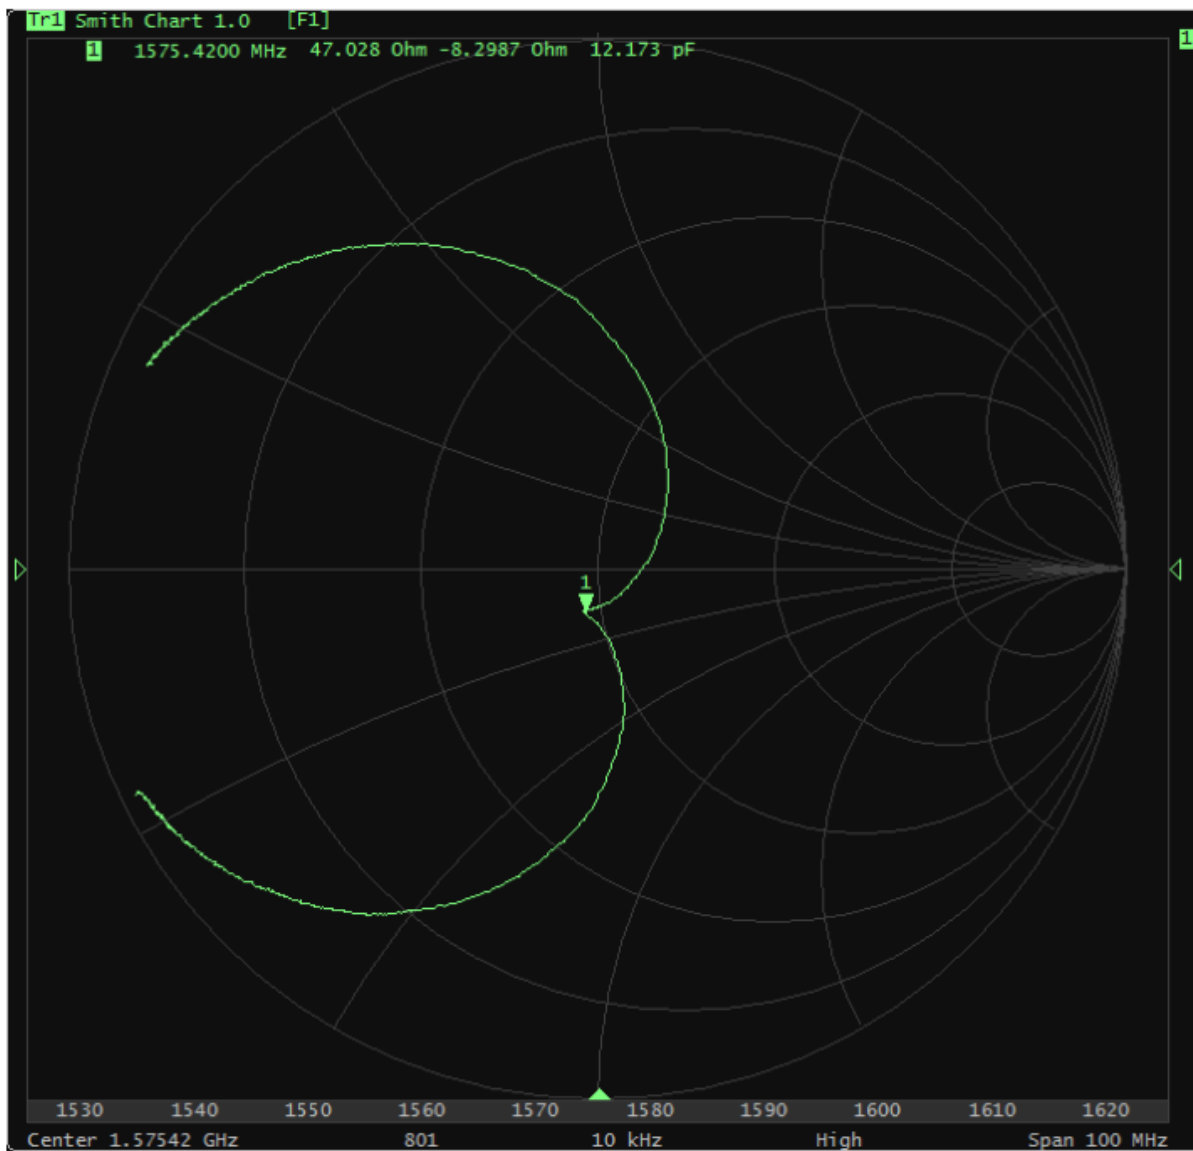 Tr1 Smith Chart 1.0 [F1]
1 1575.4200 MHz 47.028 Ohm -8.2987 Ohm 12.173 pF
1
1
1530 1540 1550 1560 1570 1580 1590 1600 1610 1620
Center 1.57542 GHz 801 10 kHz High Span 100 MHz